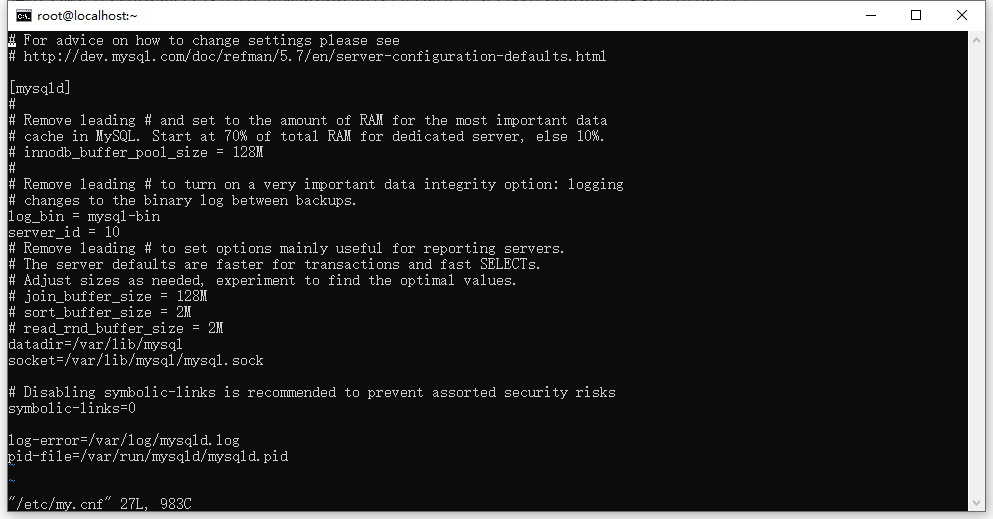 root@localhost:~
# For advice on how to change settings please see
# http://dev.mysql.com/doc/refman/5.7/en/server-configuration-defaults.html
[mysqld]
#
# Remove leading # and set to the amount of RAM for the most important data
# cache in MySQL. Start at 70% of total RAM for dedicated server, else 10%.
# innodb_buffer_pool_size = 128M
#
# Remove leading # to turn on a very important data integrity option: logging
# changes to the binary log between backups.
log_bin = mysql-bin
server_id = 10
# Remove leading # to set options mainly useful for reporting servers.
# The server defaults are faster for transactions and fast SELECTs.
# Adjust sizes as needed, experiment to find the optimal values.
# join_buffer_size = 128M
# sort_buffer_size = 2M
# read_rnd_buffer_size = 2M
datadir=/var/lib/mysql
socket=/var/lib/mysql/mysql.sock
# Disabling symbolic-links is recommended to prevent assorted security risks
symbolic-links=0
log-error=/var/log/mysqld.log
pid-file=/var/run/mysqld/mysqld.pid
~
~
"/etc/my.cnf" 27L, 983C